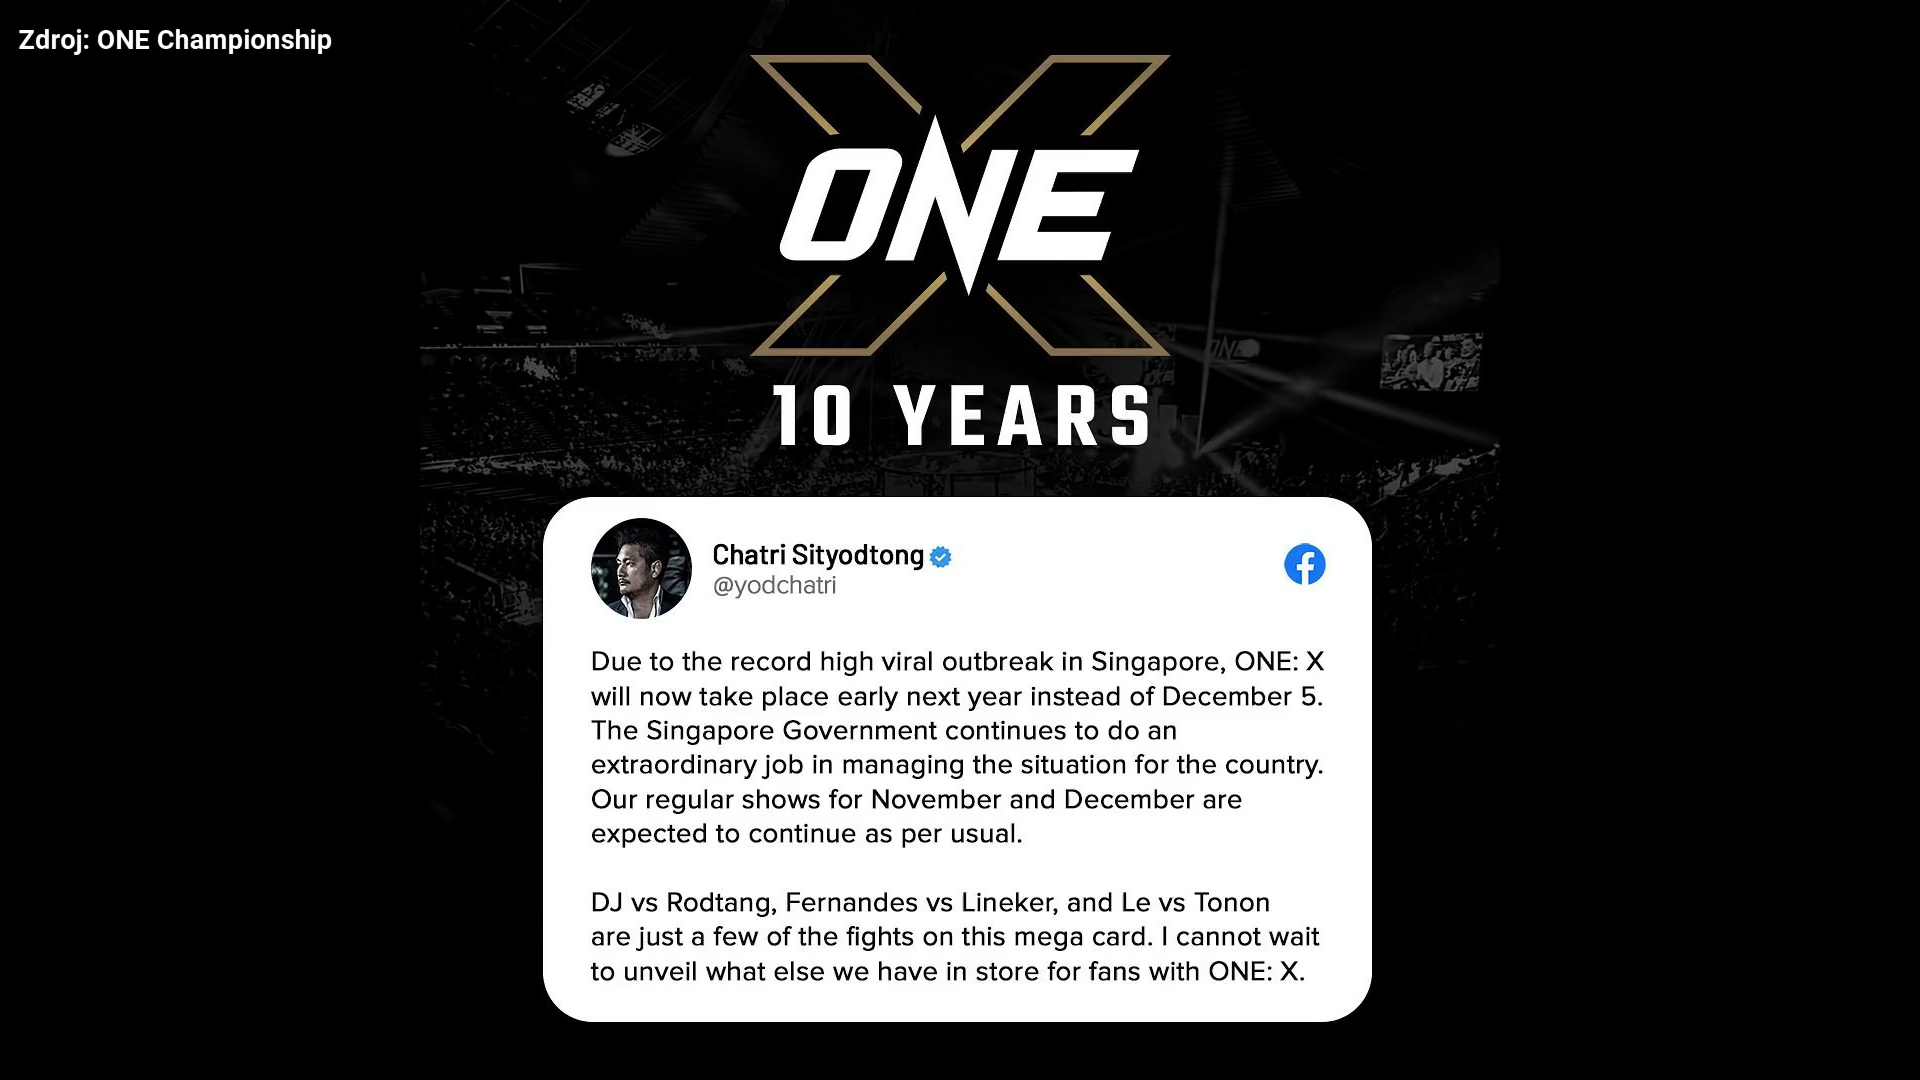 Zdroj: ONE Championship
ONE
10 YEARS
Chatri Sityodtong
@yodchatri
Due to the record high viral outbreak in Singapore, ONE: X
will now take place early next year instead of December 5.
The Singapore Government continues to do an
extraordinary job in managing the situation for the country.
Our regular shows for November and December are
expected to continue as per usual.
DJ vs Rodtang, Fernandes vs Lineker, and Le vs Tonon
are just a few of the fights on this mega card. I cannot wait
to unveil what else we have in store for fans with ONE: X.